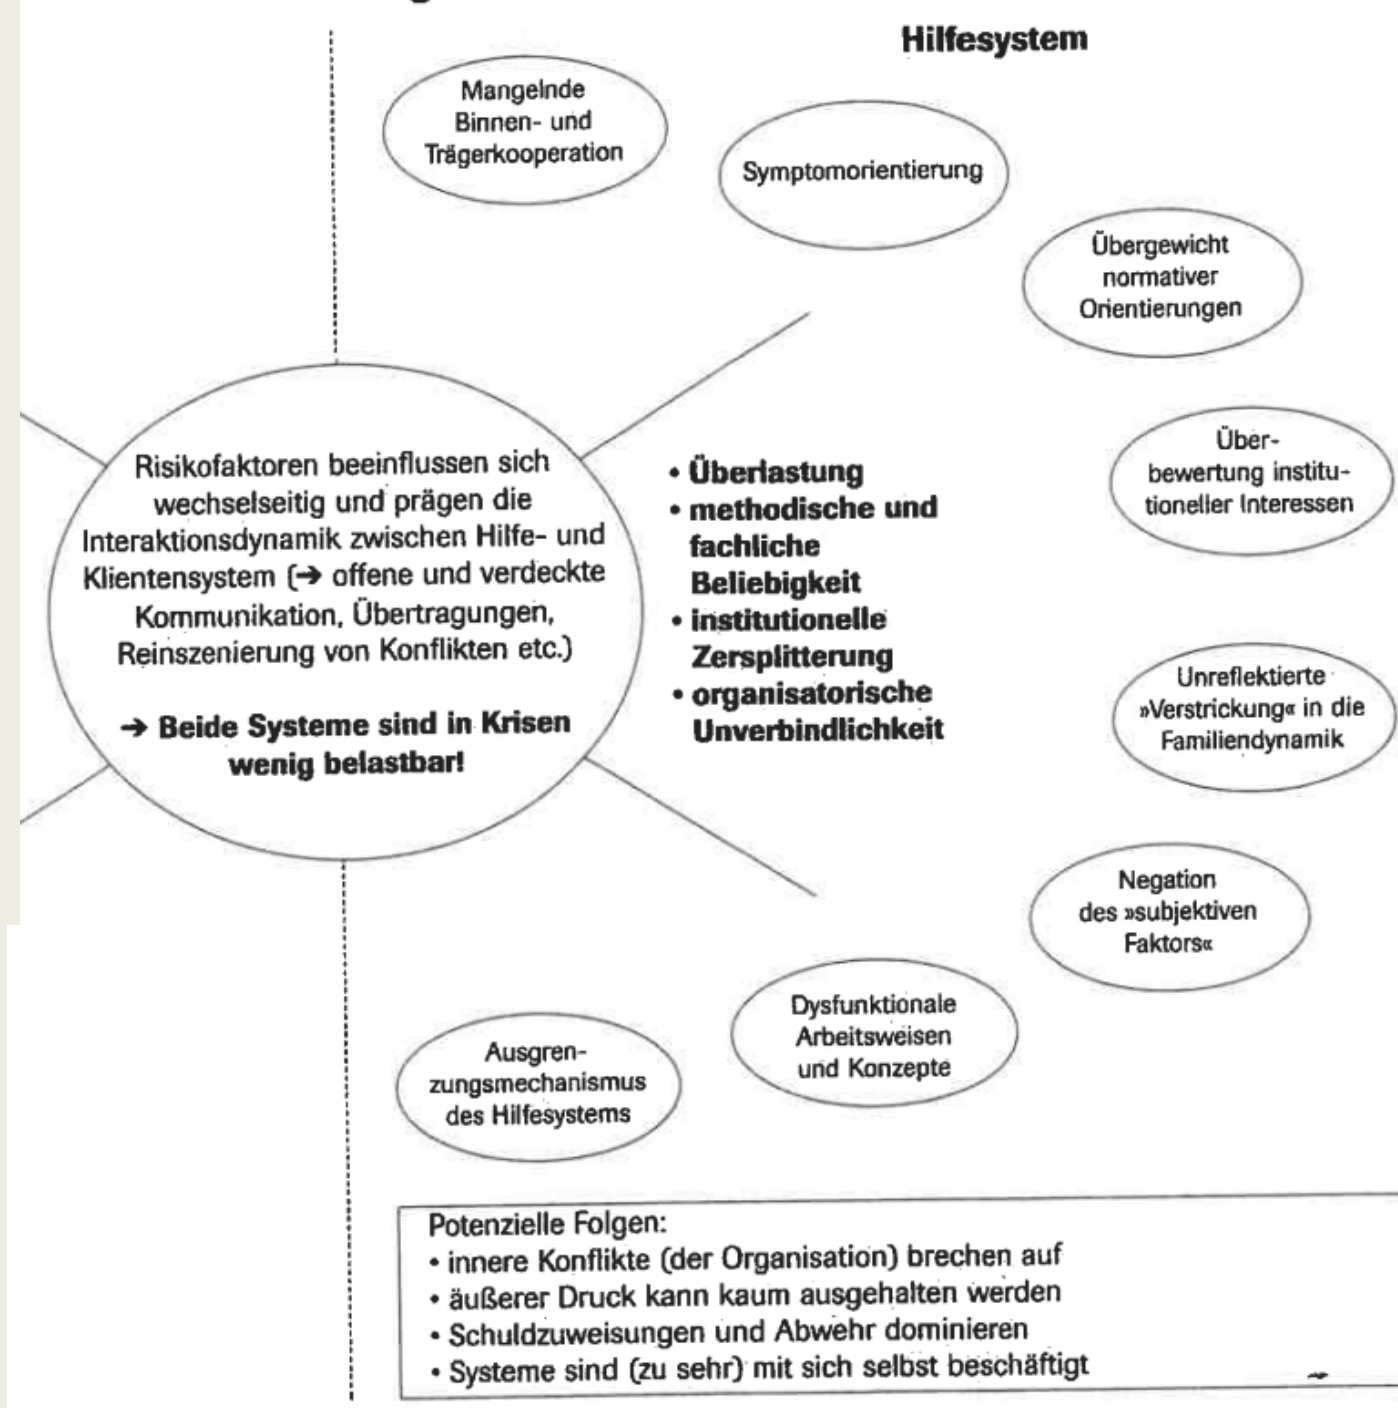 Hilfesystem
Mangelnde
Binnen- und
Trägerkooperation
Symptomorientierung
Übergewicht
normativer
Orientierungen
Über-
bewertung institu-
tioneller Interessen
Unreflektierte
»Verstrickung« in die
Familiendynamik
Negation
des »subjektiven
Faktors«
Dysfunktionale
Arbeitsweisen
und Konzepte
Ausgren-
zungsmechanismus
des Hilfesystems
Risikofaktoren beeinflussen sich
wechselseitig und prägen die
Interaktionsdynamik zwischen Hilfe- und
Klientensystem (➔ offene und verdeckte
Kommunikation, Übertragungen,
Reinszenierung von Konflikten etc.)
➔ Beide Systeme sind in Krisen
wenig belastbar!
• Überlastung
• methodische und
fachliche
Beliebigkeit
• institutionelle
Zersplitterung
• organisatorische
Unverbindlichkeit
Potenzielle Folgen:
• innere Konflikte (der Organisation) brechen auf
• äußerer Druck kann kaum ausgehalten werden
• Schuldzuweisungen und Abwehr dominieren
• Systeme sind (zu sehr) mit sich selbst beschäftigt